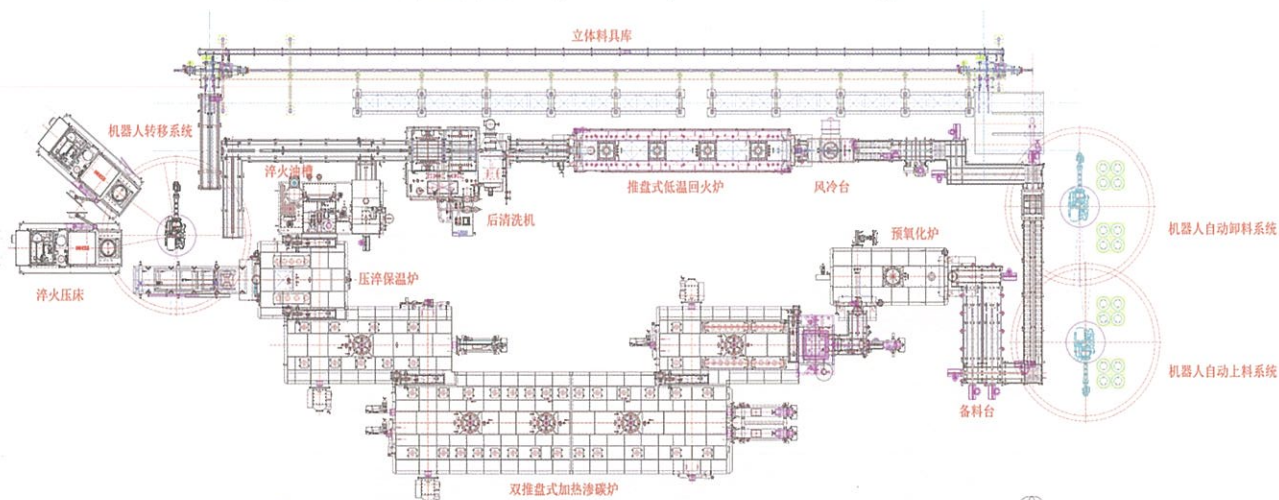 立体料具库
机器人转移系统
淬火油槽
推盘式低温回火炉
风冷台
后清洗机
机器人自动卸料系统
预氧化炉
压淬保温炉
淬火压床
机器人自动上料系统
备料台
双推盘式加热渗碳炉